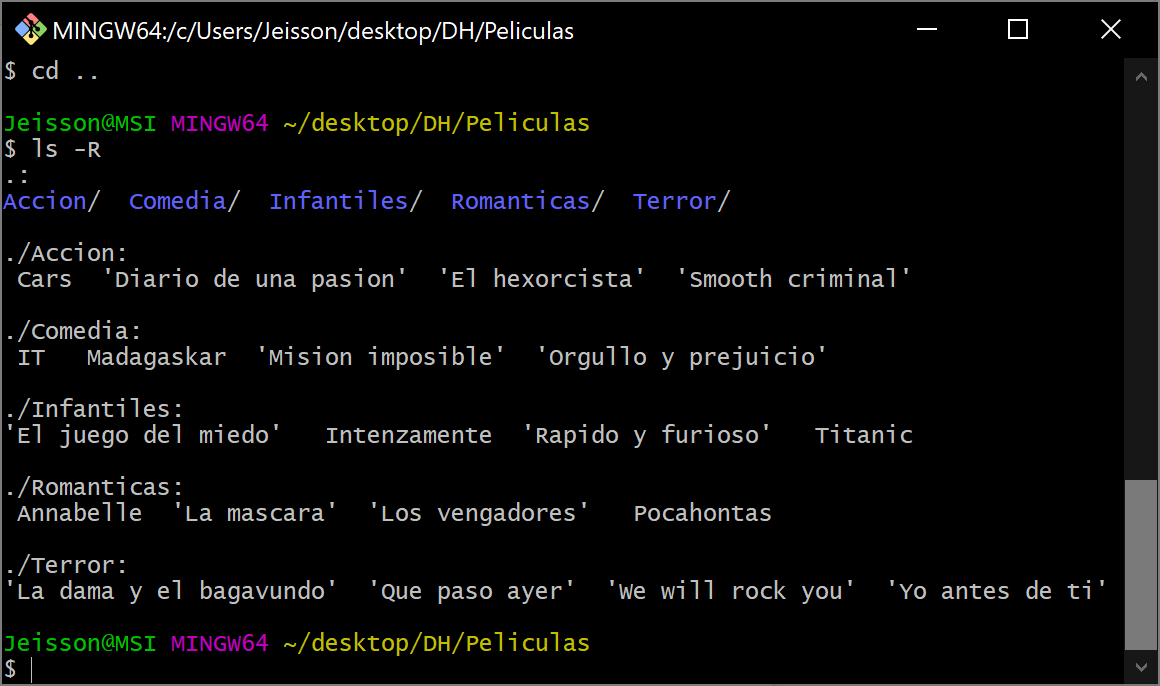 MINGW64:/c/Users/Jeisson/desktop/DH/Peliculas
$ cd ..
Jeisson@MSI MINGW64 ~/desktop/DH/Peliculas
$ ls -R
.:
Accion/  Comedia/  Infantiles/  Romanticas/  Terror/
./Accion:
 Cars  'Diario de una pasion'  'El hexorcista'  'Smooth criminal'
./Comedia:
 IT   Madagaskar  'Mision imposible'  'Orgullo y prejuicio'
./Infantiles:
'El juego del miedo'   Intenzamente  'Rapido y furioso'   Titanic
./Romanticas:
 Annabelle  'La mascara'  'Los vengadores'   Pocahontas
./Terror:
'La dama y el bagavundo'  'Que paso ayer'  'We will rock you'  'Yo antes de ti'
Jeisson@MSI MINGW64 ~/desktop/DH/Peliculas
$